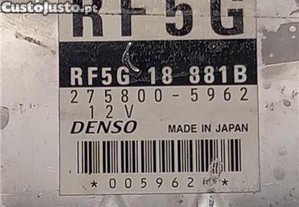 CustoJusto.pt
RF5G
RF5G 18 881B
275800-5962
12V
DENSO MADE IN JAPAN
*005962*